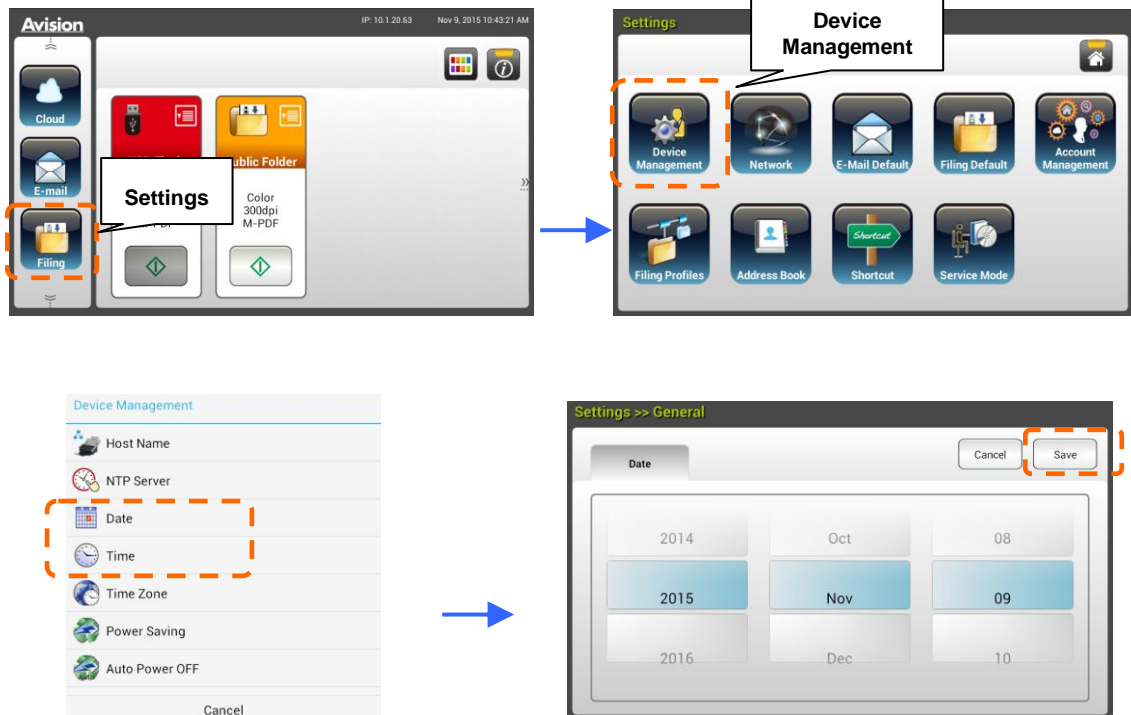 Avision
IP: 10.1.20.63
Nov 9, 2015 10:43:21 AM
Cloud
E-mail
Filing
Public Folder
Color
300dpi
M-PDF
Settings
Settings
Device
Management
Device
Management
Network
E-Mail Default
Filing Default
Account
Management
Filing Profiles
Address Book
Shortcut
Shortcut
Service Mode
Device Management
Host Name
NTP Server
Date
Time
Time Zone
Power Saving
Auto Power OFF
Cancel
Settings >> General
Date
Cancel
Save
2014 Oct 08
2015 Nov 09
2016 Dec 10